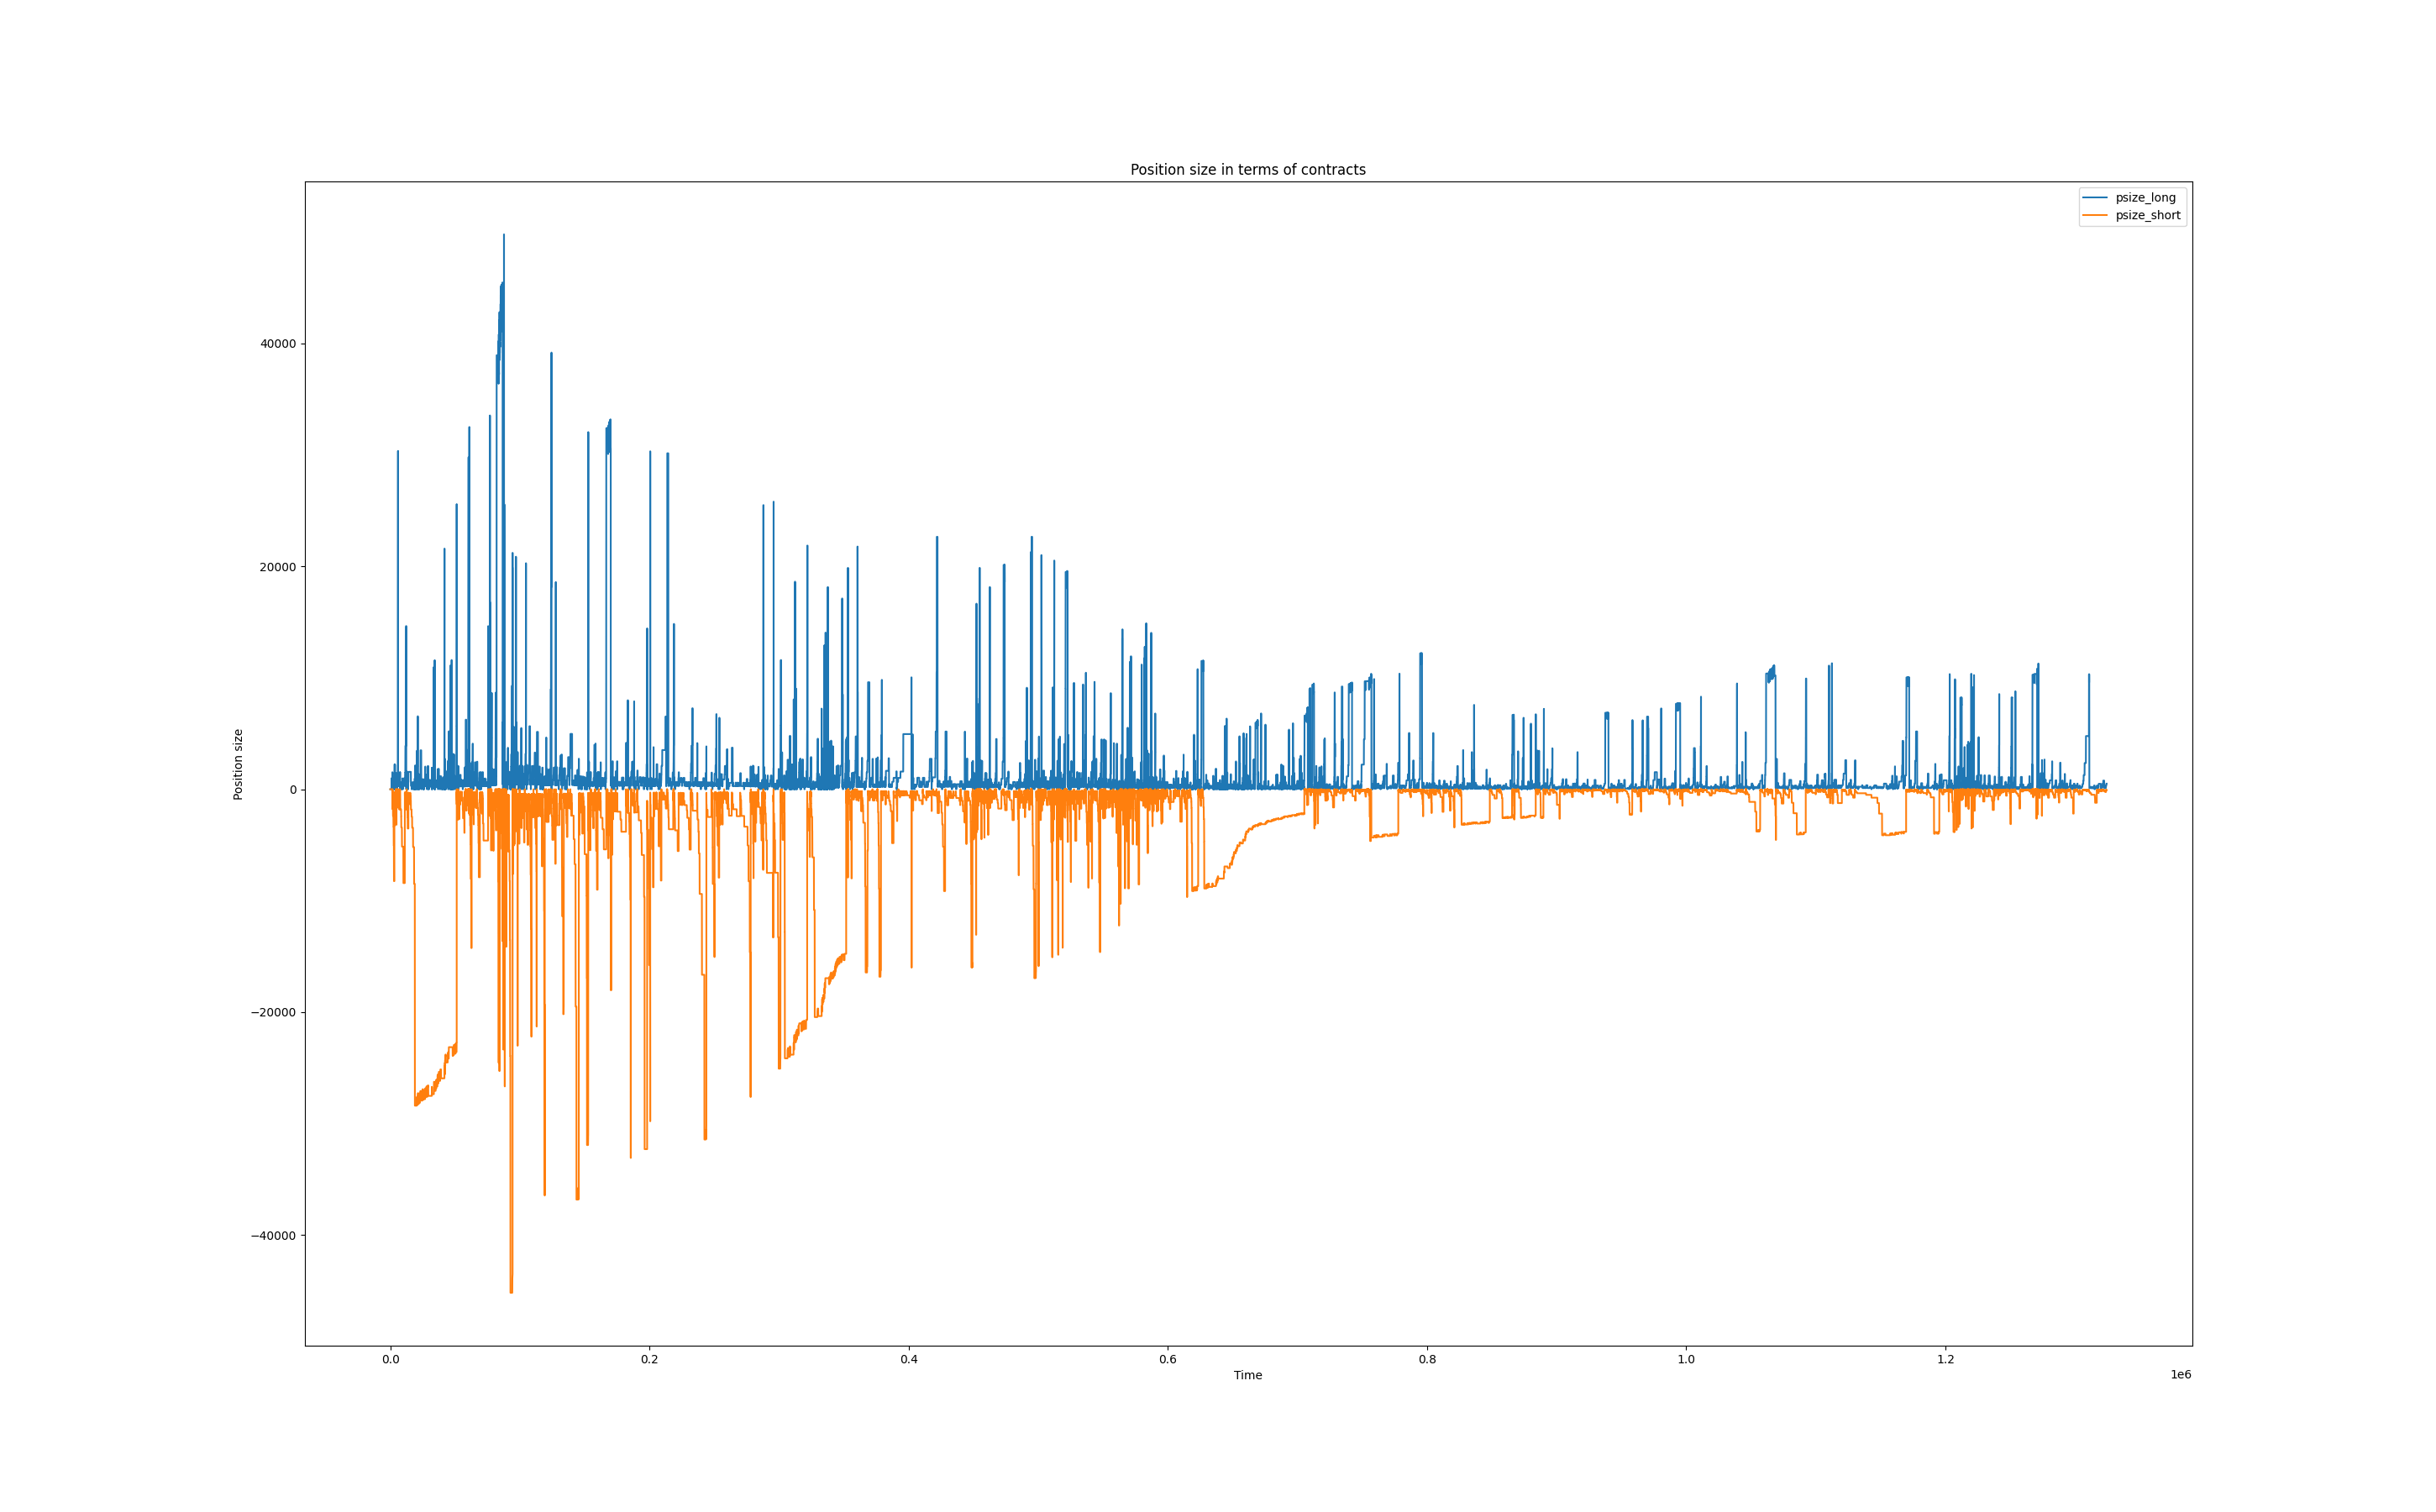 Position size in terms of contracts
psize_long
psize_short
40000
20000
0
−20000
−40000
Position size
0.0 0.2 0.4 0.6 0.8 1.0 1.2
Time
1e6